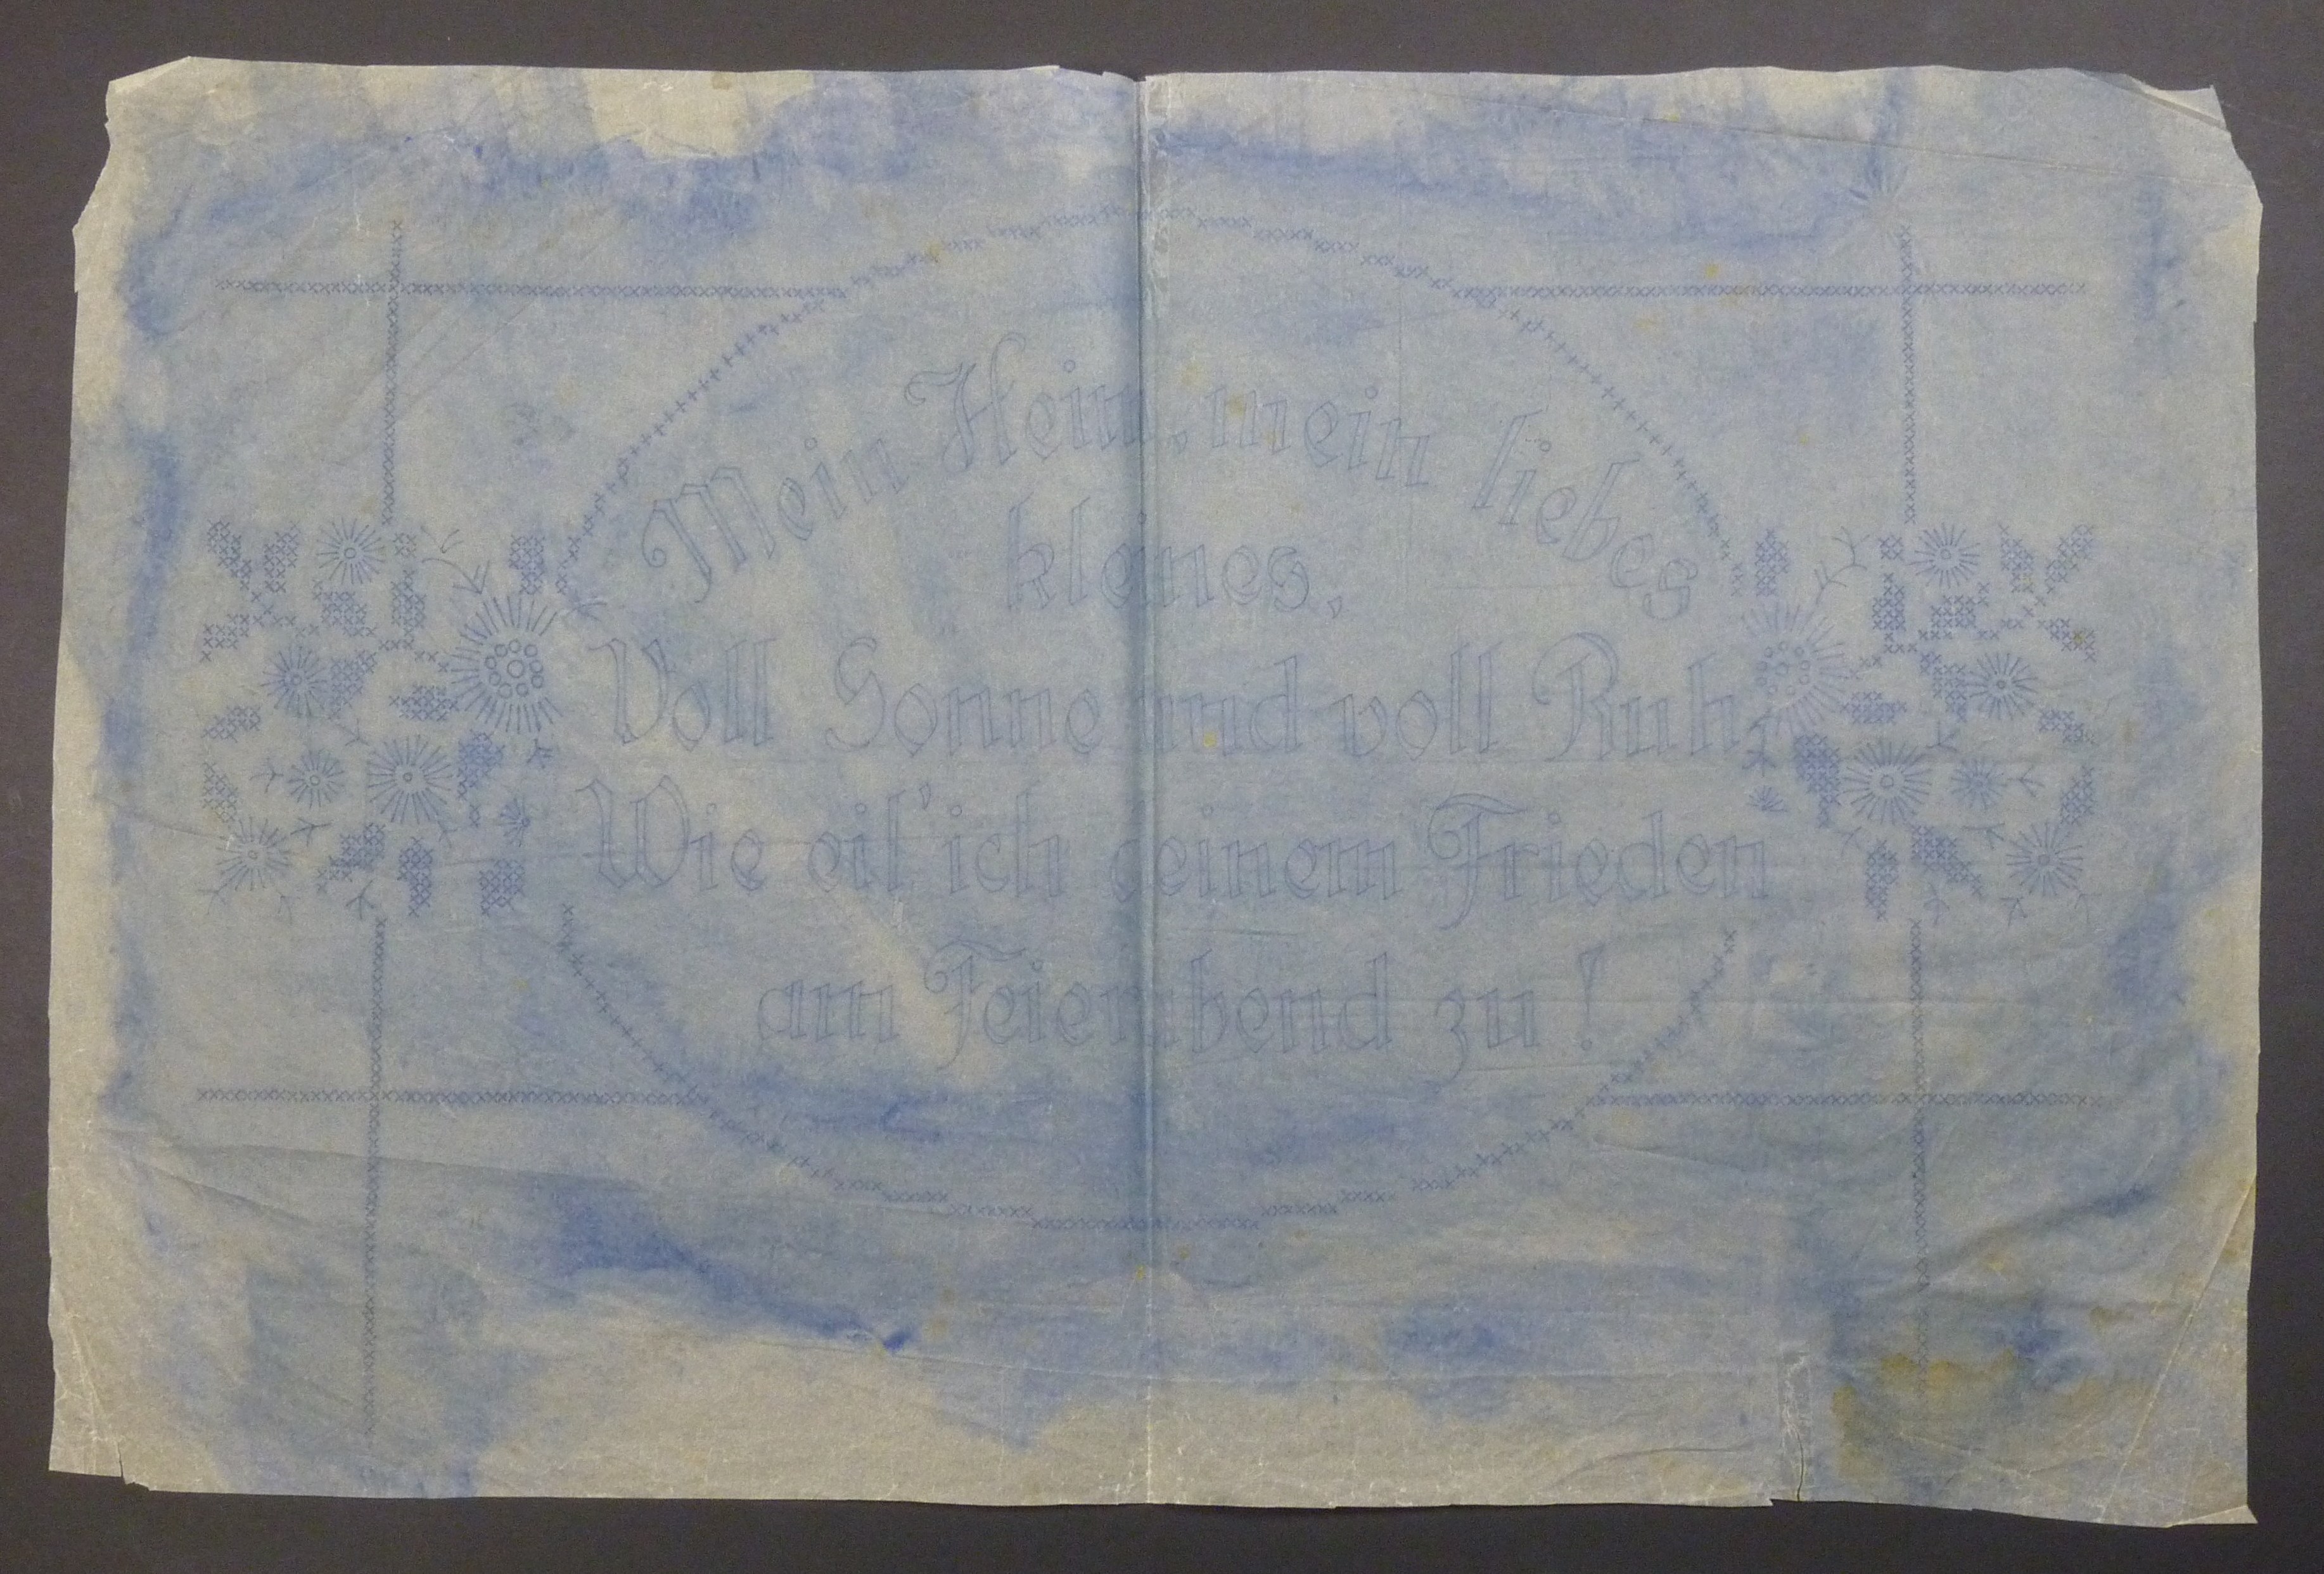 Mein Heim, mein liebes
kleines,
Voll Sonne und voll Ruh,
Wie eil' ich deinem Frieden
am Feierabend zu!